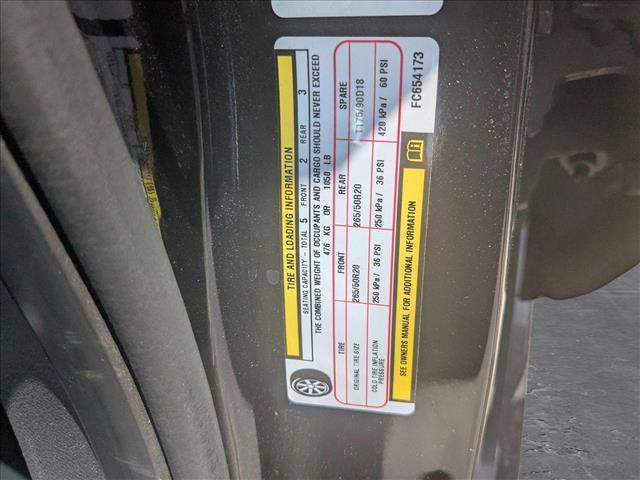 TIRE AND LOADING INFORMATION
SEATING CAPACITY - TOTAL 5 FRONT 2 REAR 3
THE COMBINED WEIGHT OF OCCUPANTS AND CARGO SHOULD NEVER EXCEED
476 KG OR 1050 LB
TIRE FRONT REAR SPARE
ORIGINAL TIRE SIZE 265/50R20 265/50R20 T175/90D18
COLD TIRE INFLATION PRESSURE 250 kPa / 36 PSI 250 kPa / 36 PSI 420 kPa / 60 PSI
SEE OWNERS MANUAL FOR ADDITIONAL INFORMATION
FC654173